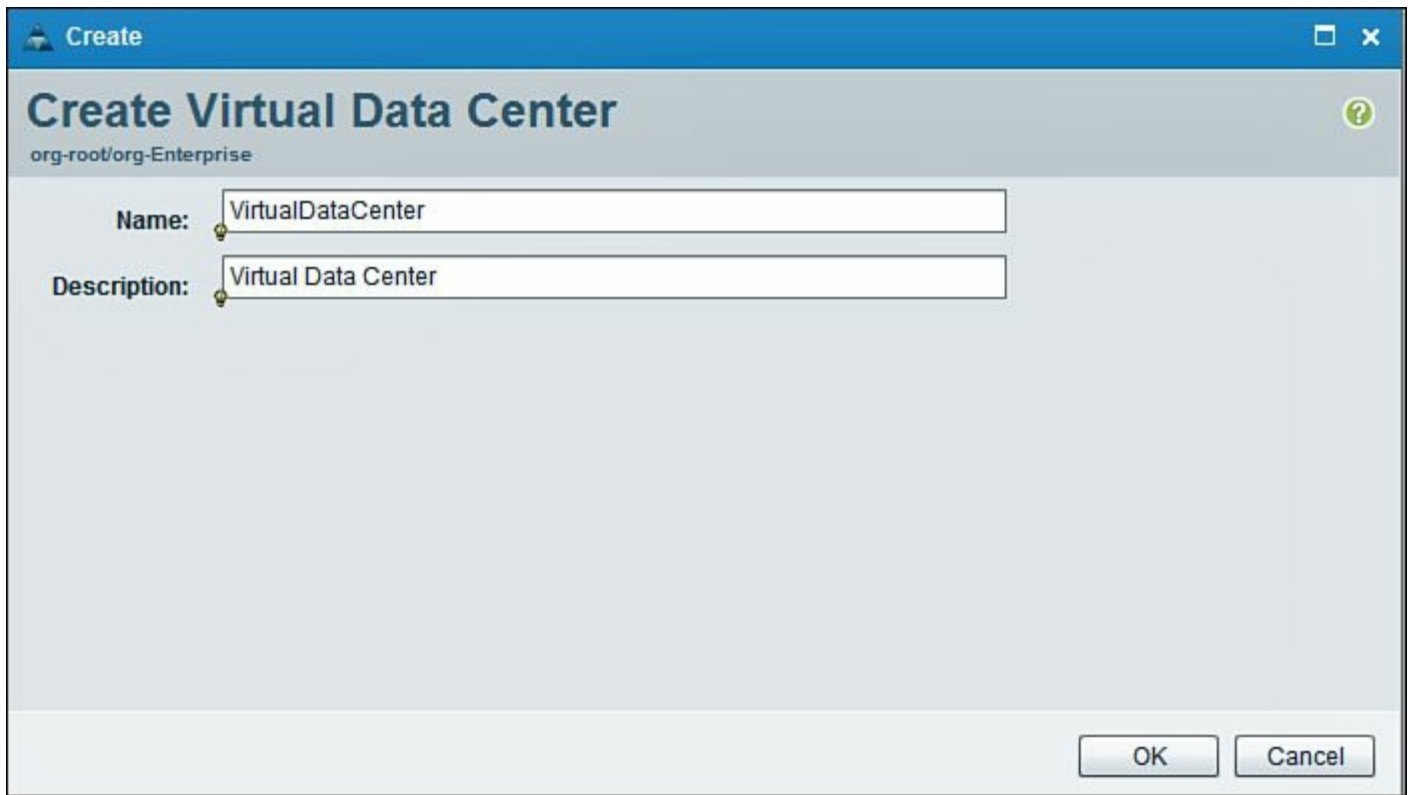 Create
Create Virtual Data Center
org-root/org-Enterprise
Name: VirtualDataCenter
Description: Virtual Data Center
OK Cancel